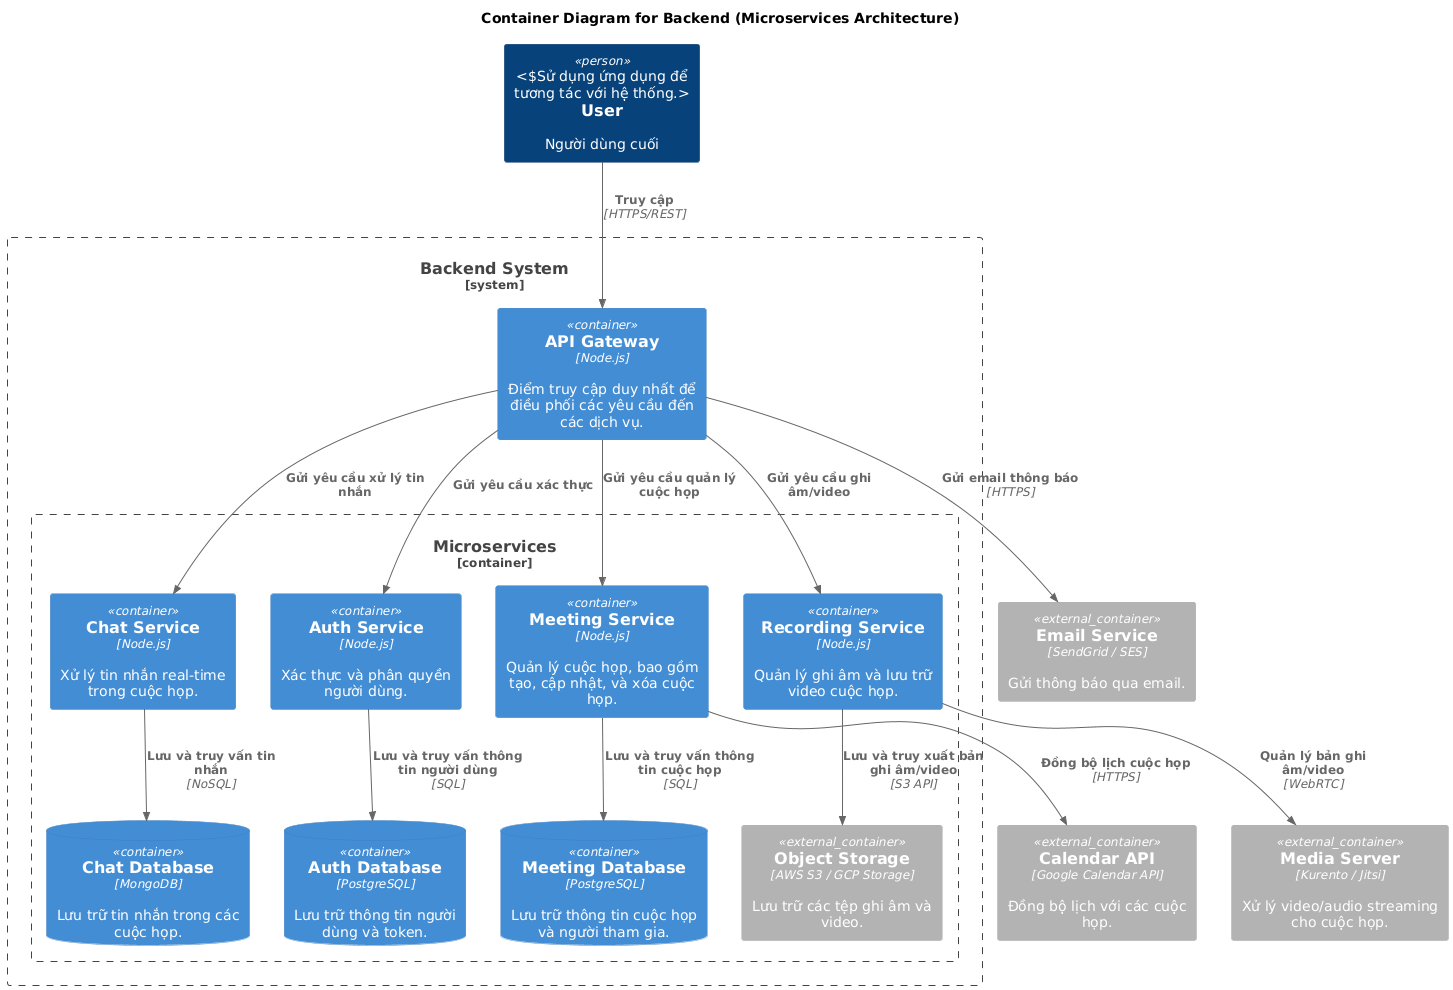 Container Diagram for Backend (Microservices Architecture)
«person»
<$Sử dụng ứng dụng để
tương tác với hệ thống.>
User
Người dùng cuối
Truy cập
[HTTPS/REST]
Backend System
[system]
«container»
API Gateway
[Node.js]
Điểm truy cập duy nhất để
điều phối các yêu cầu đến
các dịch vụ.
Gửi yêu cầu xử lý tin
nhắn
Gửi yêu cầu xác thực
Gửi yêu cầu quản lý
cuộc họp
Gửi yêu cầu ghi
âm/video
Gửi email thông báo
[HTTPS]
Microservices
[container]
«container»
Chat Service
[Node.js]
Xử lý tin nhắn real-time
trong cuộc họp.
«container»
Auth Service
[Node.js]
Xác thực và phân quyền
người dùng.
«container»
Meeting Service
[Node.js]
Quản lý cuộc họp, bao gồm
tạo, cập nhật, và xóa cuộc
họp.
«container»
Recording Service
[Node.js]
Quản lý ghi âm và lưu trữ
video cuộc họp.
«external_container»
Email Service
[SendGrid / SES]
Gửi thông báo qua email.
Lưu và truy vấn tin
nhắn
[NoSQL]
Lưu và truy vấn thông
tin người dùng
[SQL]
Lưu và truy vấn thông
tin cuộc họp
[SQL]
Lưu và truy xuất bản
ghi âm/video
[S3 API]
Đồng bộ lịch cuộc họp
[HTTPS]
Quản lý bản ghi
âm/video
[WebRTC]
«container»
Chat Database
[MongoDB]
Lưu trữ tin nhắn trong các
cuộc họp.
«container»
Auth Database
[PostgreSQL]
Lưu trữ thông tin người
dùng và token.
«container»
Meeting Database
[PostgreSQL]
Lưu trữ thông tin cuộc họp
và người tham gia.
«external_container»
Object Storage
[AWS S3 / GCP Storage]
Lưu trữ các tệp ghi âm và
video.
«external_container»
Calendar API
[Google Calendar API]
Đồng bộ lịch với các cuộc
họp.
«external_container»
Media Server
[Kurento / Jitsi]
Xử lý video/audio streaming
cho cuộc họp.